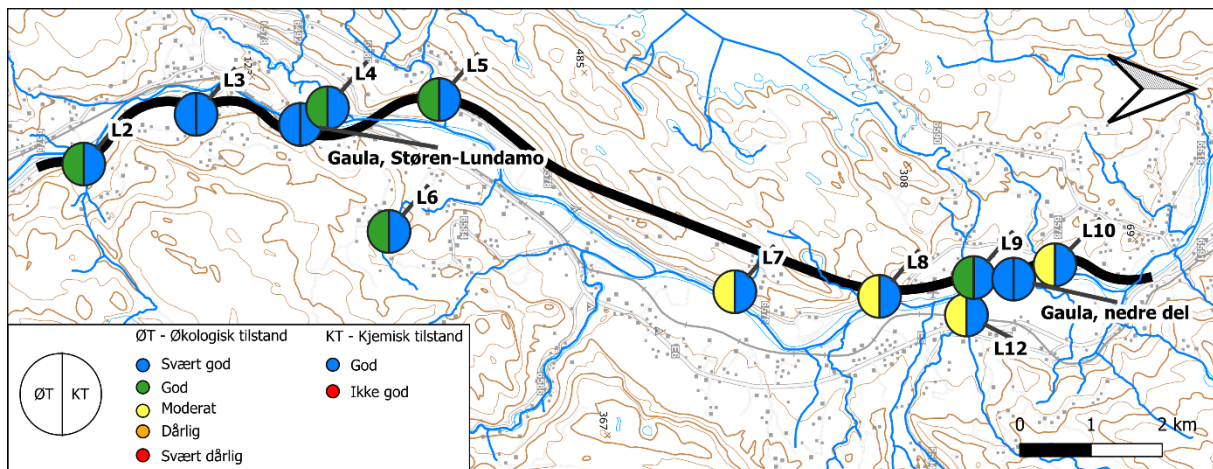 485
12
L3
L4
L5
L2
Gaula, Støren-Lundamo
L6
308
69
L7
L8
L9
L10
Gaula, nedre del
L12
367
ØT - Økologisk tilstand
KT - Kjemisk tilstand
ØT
KT
Svært god
God
God
Ikke god
Moderat
Dårlig
Svært dårlig
0
1
2 km